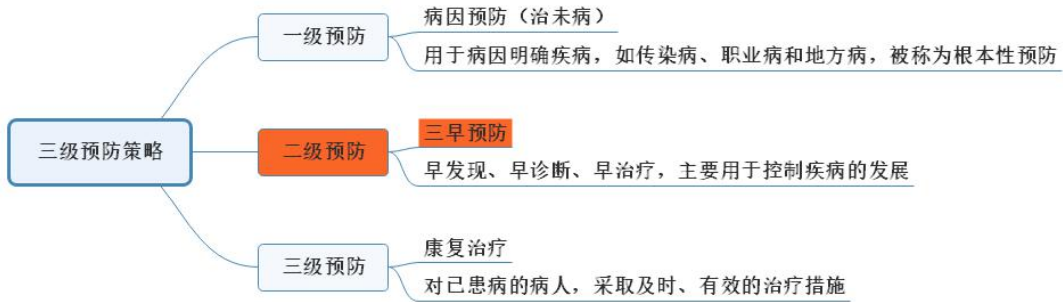 三级预防策略
一级预防
病因预防（治未病）
用于病因明确疾病，如传染病、职业病和地方病，被称为根本性预防
二级预防
三早预防
早发现、早诊断、早治疗，主要用于控制疾病的发展
三级预防
康复治疗
对已患病的病人，采取及时、有效的治疗措施